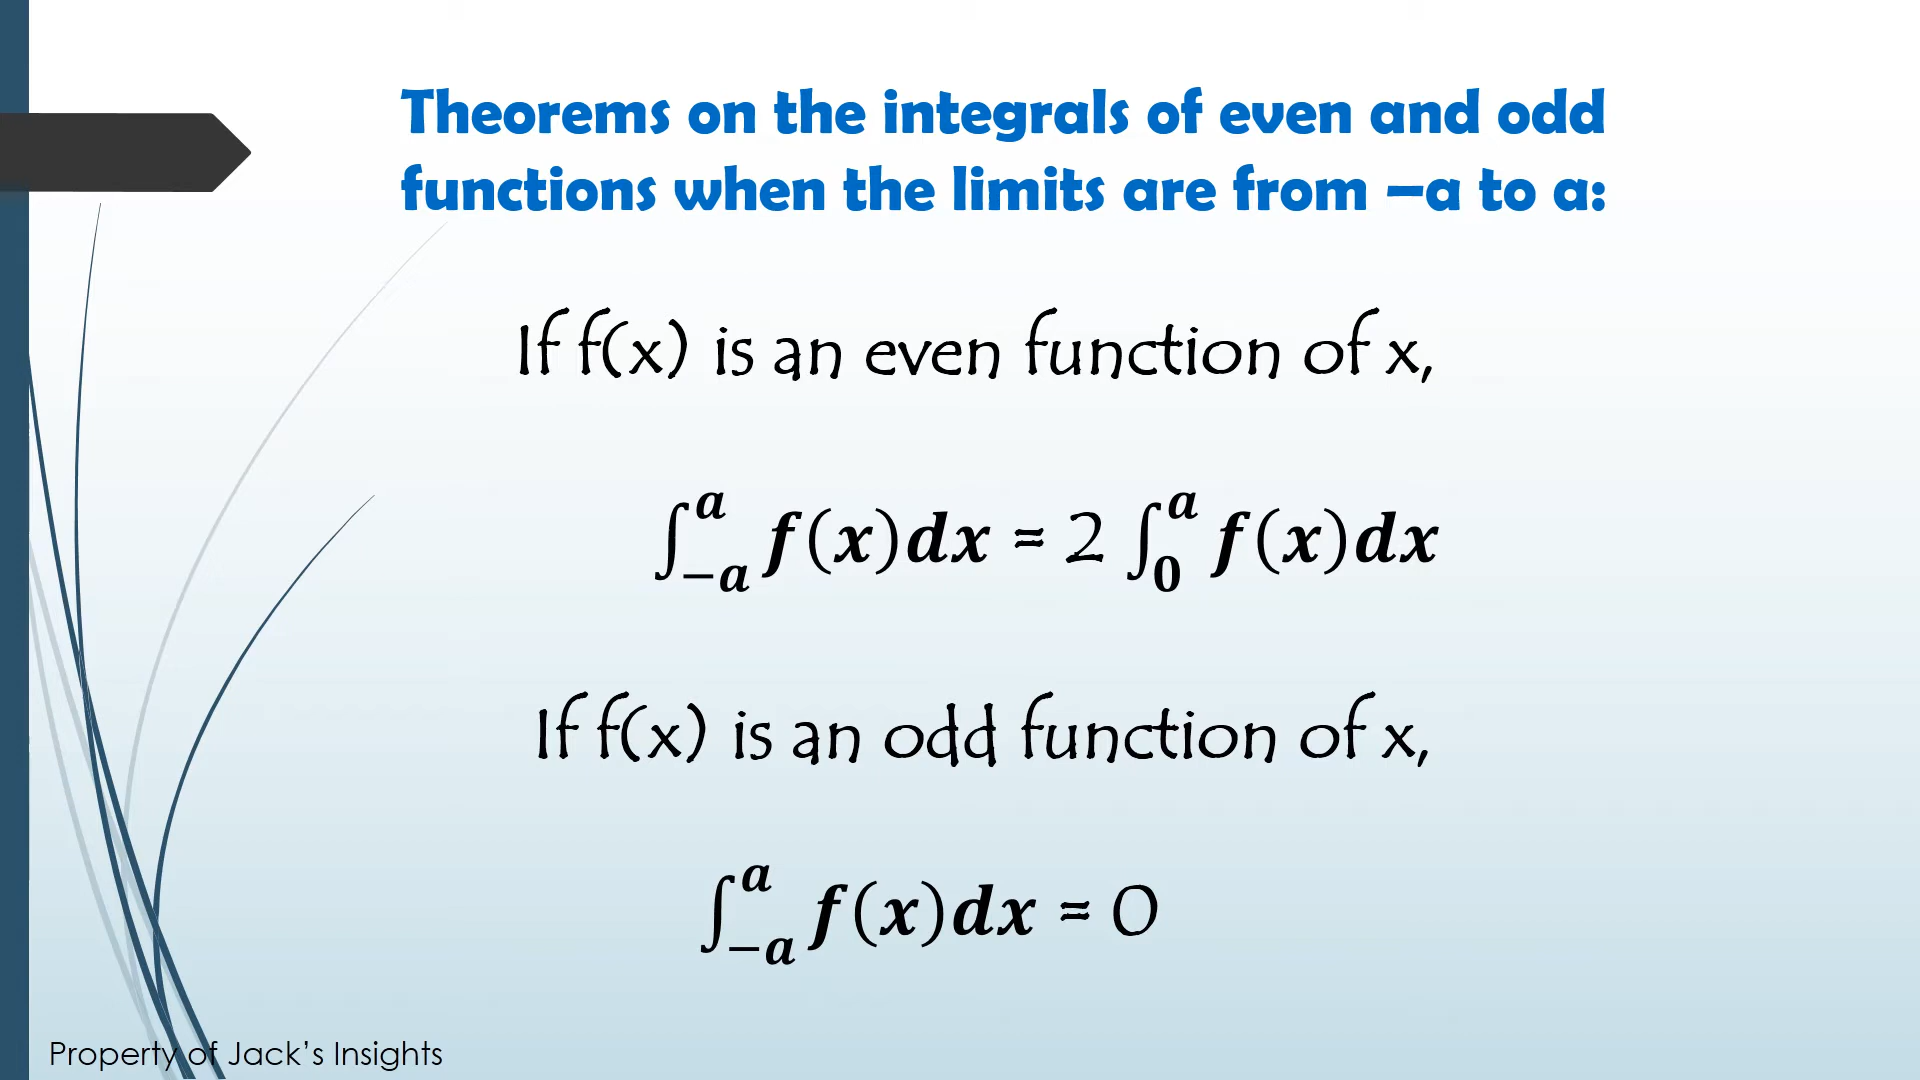 Theorems on the integrals of even and odd
functions when the limits are from –a to a:
If f(x) is an even function of x,
∫_{−a}^{a} f(x)dx = 2 ∫_{0}^{a} f(x)dx
If f(x) is an odd function of x,
∫_{−a}^{a} f(x)dx = 0
Property of Jack’s Insights